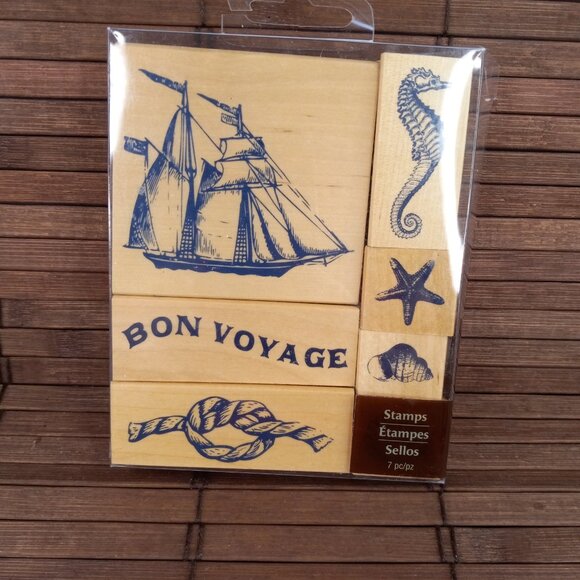 BON VOYAGE
Stamps
Étampes
Sellos
7 pc/pz